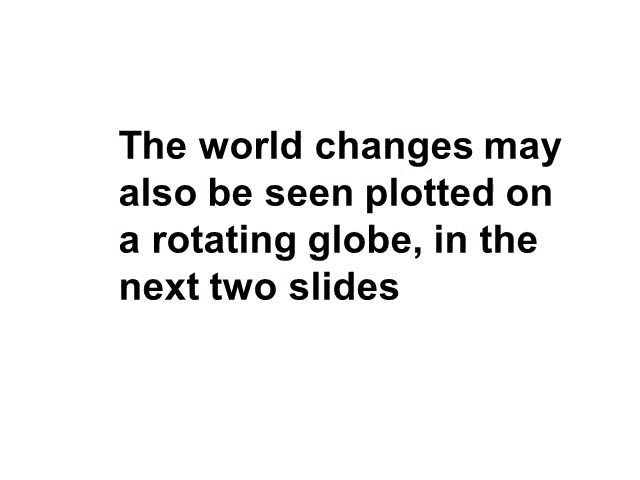 The world changes may
also be seen plotted on
a rotating globe, in the
next two slides